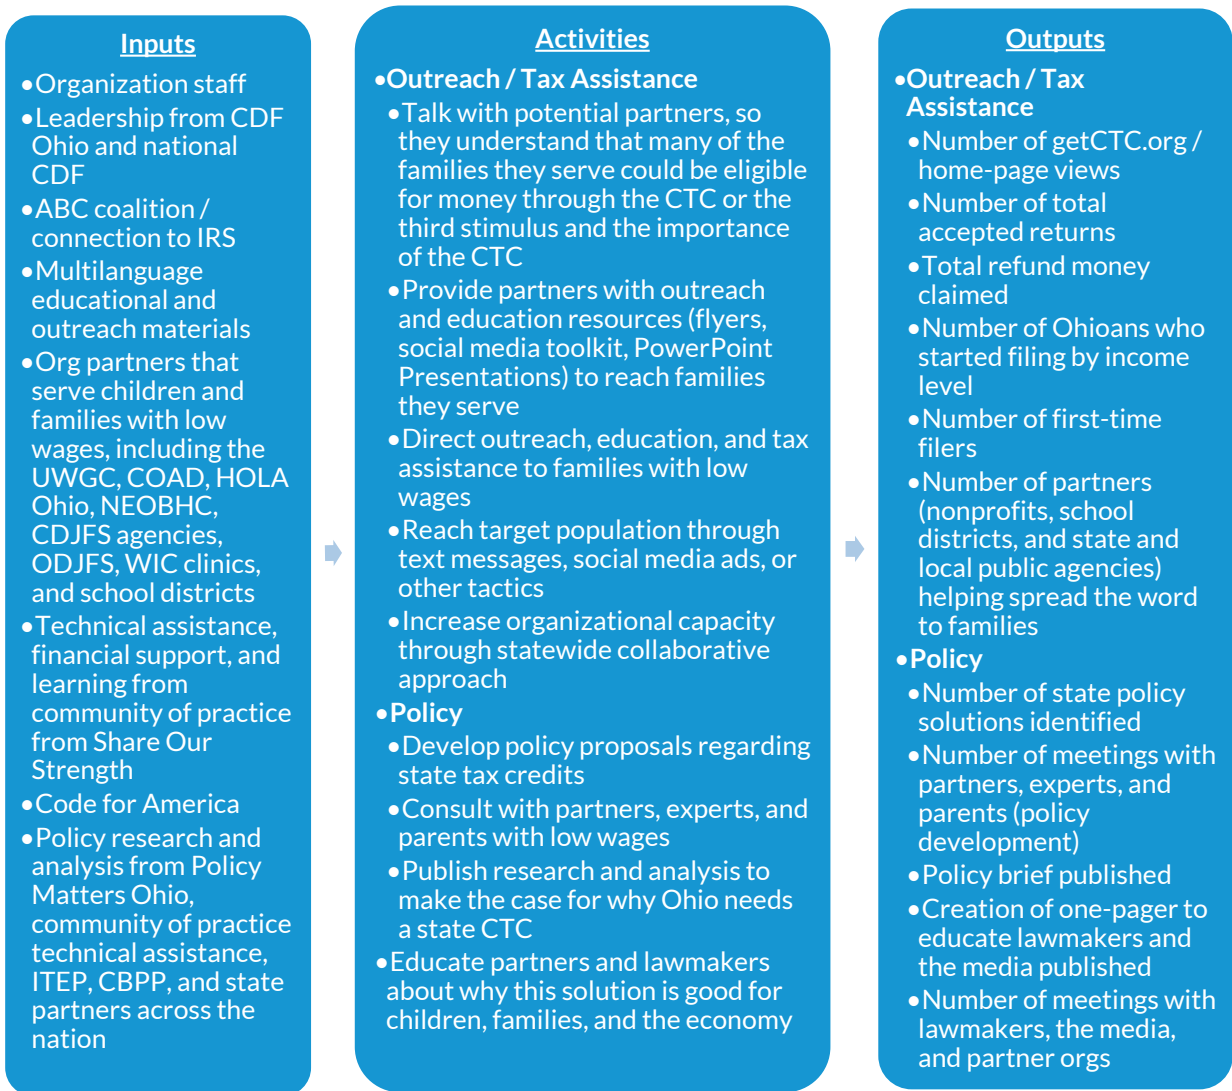 Inputs
•Organization staff
•Leadership from CDF
Ohio and national
CDF
•ABC coalition /
connection to IRS
•Multilanguage
educational and
outreach materials
•Org partners that
serve children and
families with low
wages, including the
UWGC, COAD, HOLA
Ohio, NEOBHC,
CDJFS agencies,
ODJFS, WIC clinics,
and school districts
•Technical assistance,
financial support, and
learning from
community of practice
from Share Our
Strength
•Code for America
•Policy research and
analysis from Policy
Matters Ohio,
community of practice
technical assistance,
ITEP, CBPP, and state
partners across the
nation
Activities
•Outreach / Tax Assistance
•Talk with potential partners, so
they understand that many of the
families they serve could be eligible
for money through the CTC or the
third stimulus and the importance
of the CTC
•Provide partners with outreach
and education resources (flyers,
social media toolkit, PowerPoint
Presentations) to reach families
they serve
•Direct outreach, education, and tax
assistance to families with low
wages
•Reach target population through
text messages, social media ads, or
other tactics
•Increase organizational capacity
through statewide collaborative
approach
•Policy
•Develop policy proposals regarding
state tax credits
•Consult with partners, experts, and
parents with low wages
•Publish research and analysis to
make the case for why Ohio needs
a state CTC
•Educate partners and lawmakers
about why this solution is good for
children, families, and the economy
Outputs
•Outreach / Tax
Assistance
•Number of getCTC.org /
home-page views
•Number of total
accepted returns
•Total refund money
claimed
•Number of Ohioans who
started filing by income
level
•Number of first-time
filers
•Number of partners
(nonprofits, school
districts, and state and
local public agencies)
helping spread the word
to families
•Policy
•Number of state policy
solutions identified
•Number of meetings with
partners, experts, and
parents (policy
development)
•Policy brief published
•Creation of one-pager to
educate lawmakers and
the media published
•Number of meetings with
lawmakers, the media,
and partner orgs